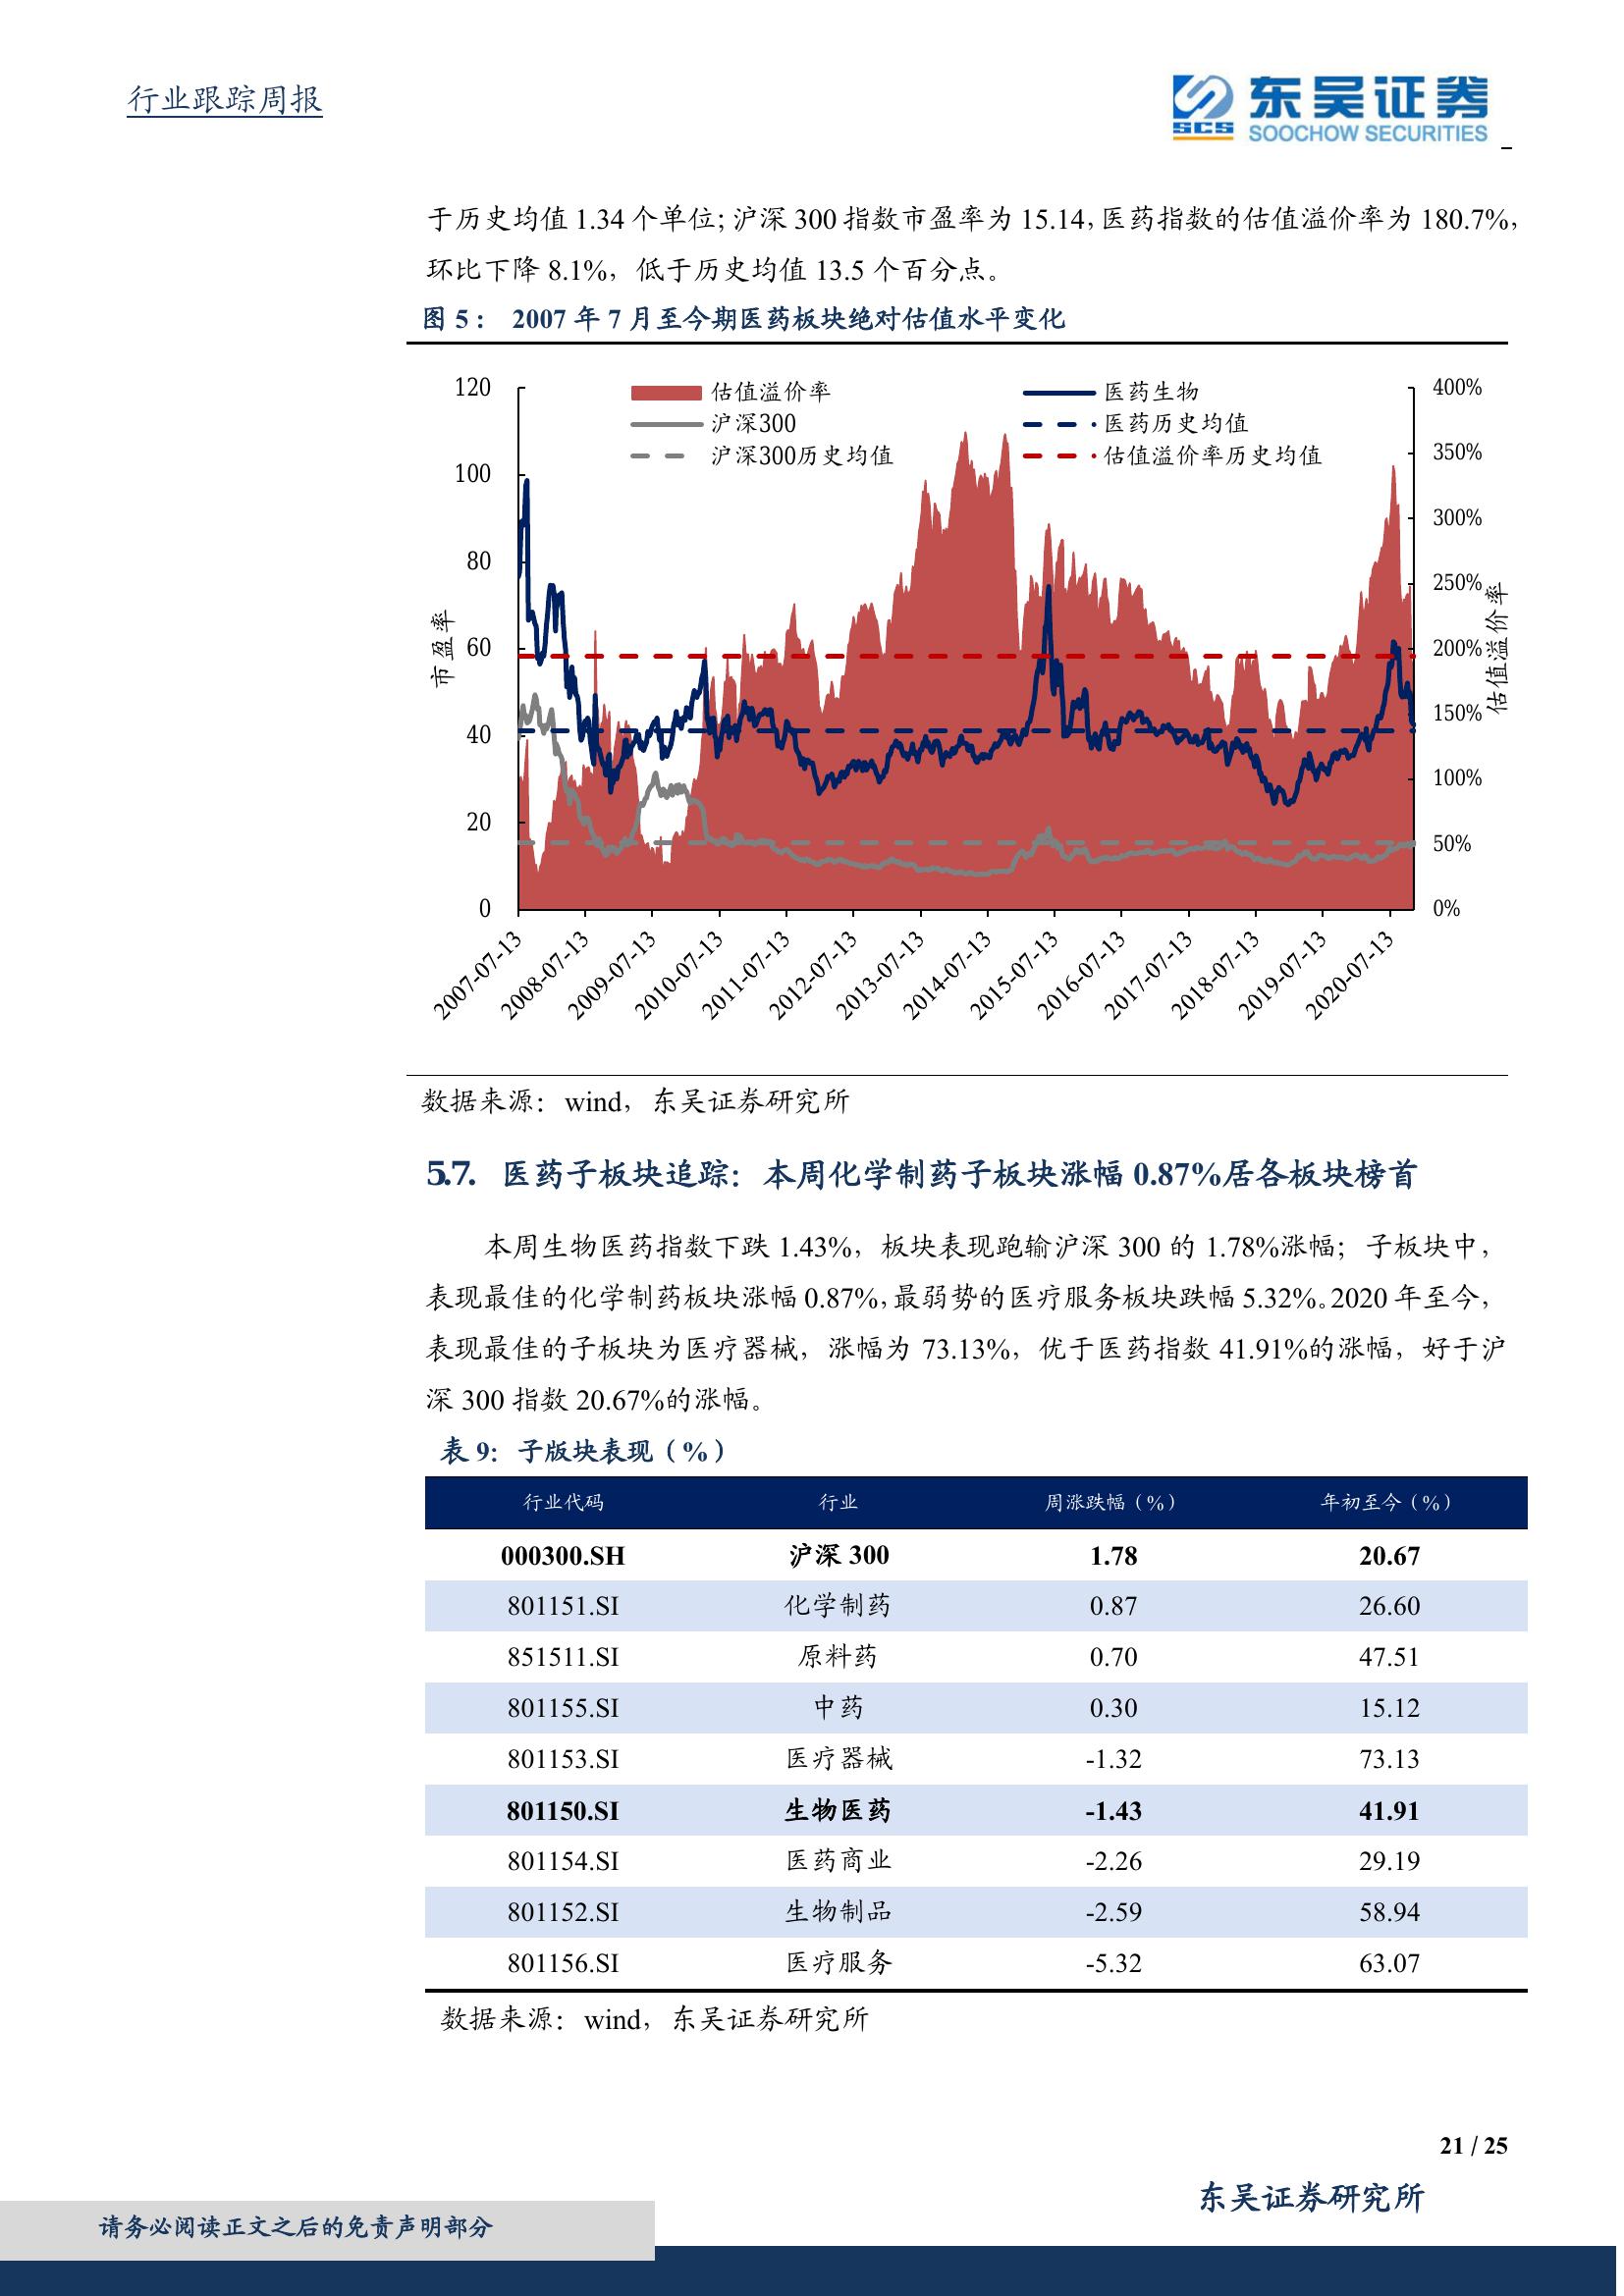 行业跟踪周报
SCS
东吴证券
SOOCHOW SECURITIES
于历史均值 1.34 个单位；沪深 300 指数市盈率为 15.14，医药指数的估值溢价率为 180.7%，
环比下降 8.1%，低于历史均值 13.5 个百分点。
图 5： 2007 年 7 月至今期医药板块绝对估值水平变化
估值溢价率
医药生物
沪深300
医药历史均值
沪深300历史均值
估值溢价率历史均值
市盈率
120
100
80
60
40
20
0
400%
350%
300%
250%
200%
150%
100%
50%
0%
估值溢价率
2007-07-13
2008-07-13
2009-07-13
2010-07-13
2011-07-13
2012-07-13
2013-07-13
2014-07-13
2015-07-13
2016-07-13
2017-07-13
2018-07-13
2019-07-13
2020-07-13
数据来源：wind，东吴证券研究所
5.7. 医药子板块追踪：本周化学制药子板块涨幅 0.87%居各板块榜首
本周生物医药指数下跌 1.43%，板块表现跑输沪深 300 的 1.78%涨幅；子板块中，
表现最佳的化学制药板块涨幅 0.87%，最弱势的医疗服务板块跌幅 5.32%。2020 年至今，
表现最佳的子板块为医疗器械，涨幅为 73.13%，优于医药指数 41.91%的涨幅，好于沪
深 300 指数 20.67%的涨幅。
表 9：子版块表现（%）
行业代码 行业 周涨跌幅（%） 年初至今（%）
000300.SH 沪深 300 1.78 20.67
801151.SI 化学制药 0.87 26.60
851511.SI 原料药 0.70 47.51
801155.SI 中药 0.30 15.12
801153.SI 医疗器械 -1.32 73.13
801150.SI 生物医药 -1.43 41.91
801154.SI 医药商业 -2.26 29.19
801152.SI 生物制品 -2.59 58.94
801156.SI 医疗服务 -5.32 63.07
数据来源：wind，东吴证券研究所
21 / 25
东吴证券研究所
请务必阅读正文之后的免责声明部分